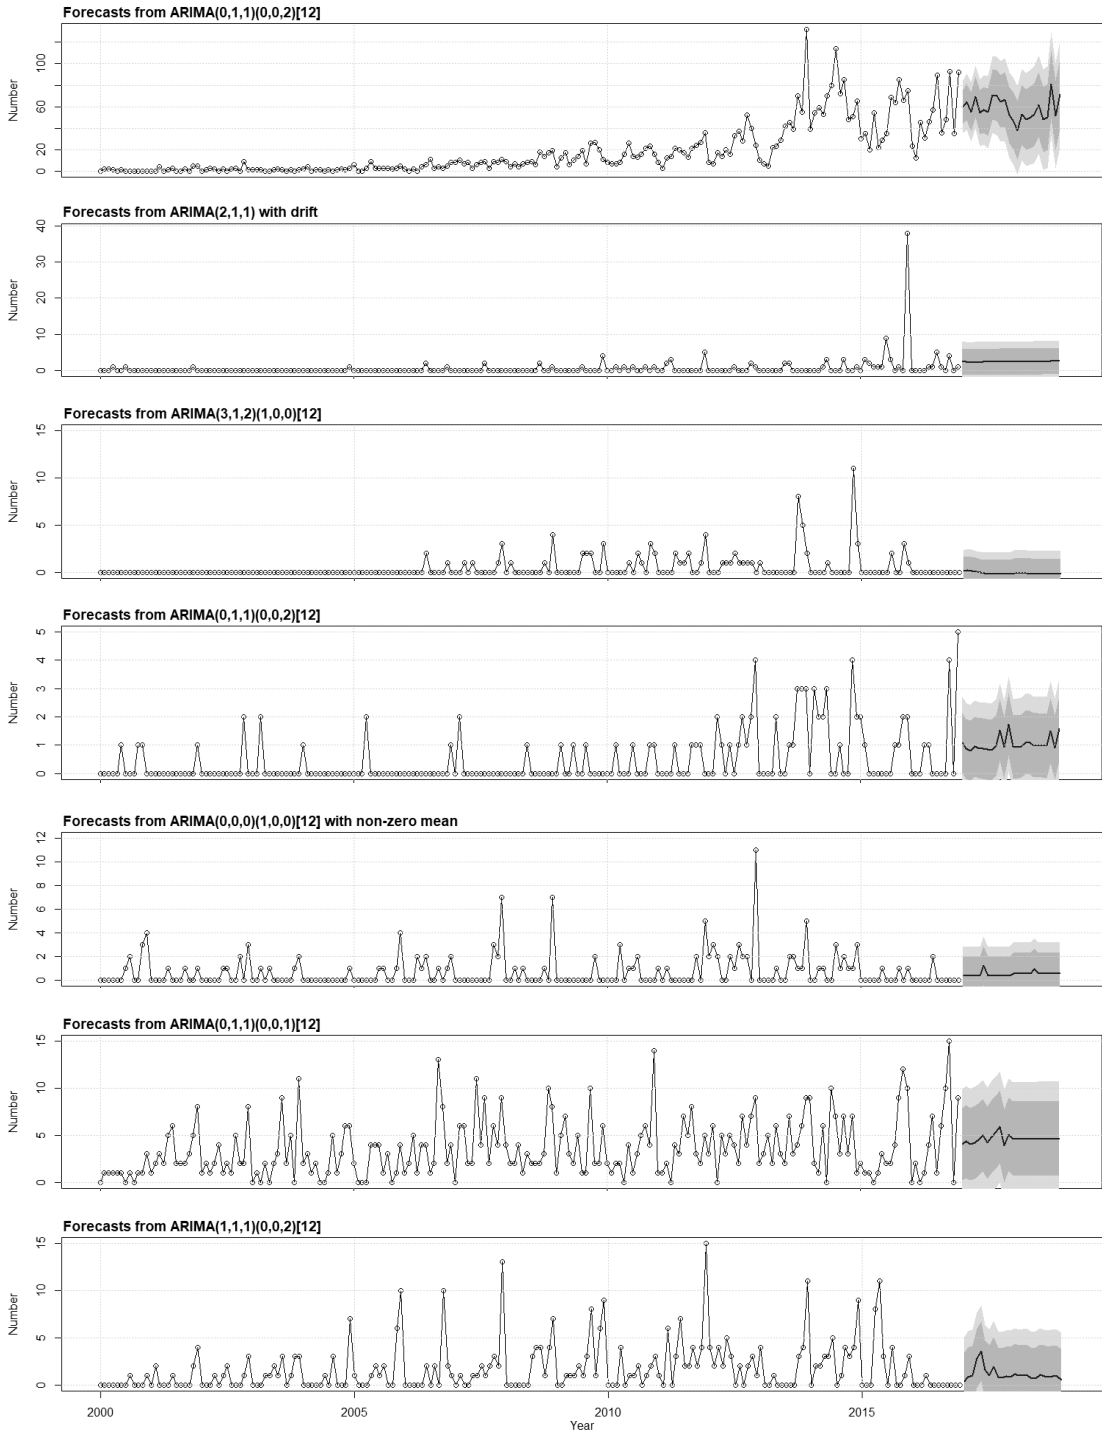 Forecasts from ARIMA(0,1,1)(0,0,2)[12]
Number
100
60
20
0
Forecasts from ARIMA(2,1,1) with drift
Number
40
30
20
10
0
Forecasts from ARIMA(3,1,2)(1,0,0)[12]
Number
15
10
5
0
Forecasts from ARIMA(0,1,1)(0,0,2)[12]
Number
5
4
3
2
1
0
Forecasts from ARIMA(0,0,0)(1,0,0)[12] with non-zero mean
Number
12
10
8
6
4
2
0
Forecasts from ARIMA(0,1,1)(0,0,1)[12]
Number
15
10
5
0
Forecasts from ARIMA(1,1,1)(0,0,2)[12]
Number
15
10
5
0
2000 2005 2010 2015
Year